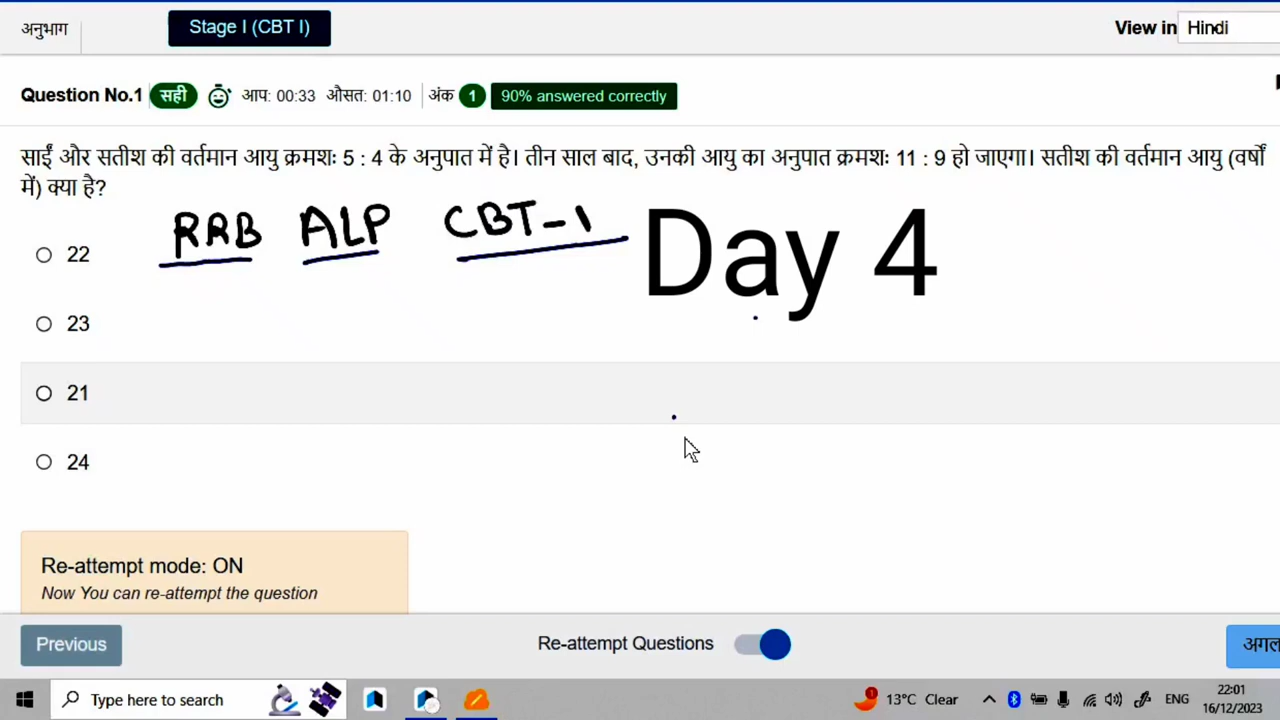 अनुभाग Stage I (CBT I) View in Hindi
Question No.1 सही आप: 00:33 औसत: 01:10 अंक 1 90% answered correctly
साईं और सतीश की वर्तमान आयु क्रमशः 5 : 4 के अनुपात में है। तीन साल बाद, उनकी आयु का अनुपात क्रमशः 11 : 9 हो जाएगा। सतीश की वर्तमान आयु (वर्षों
में) क्या है?
RRB ALP CBT-1 Day 4
22
23
21
24
Re-attempt mode: ON
Now You can re-attempt the question
Previous Re-attempt Questions अगल
Type here to search 1 13°C Clear ENG 22:01
16/12/2023